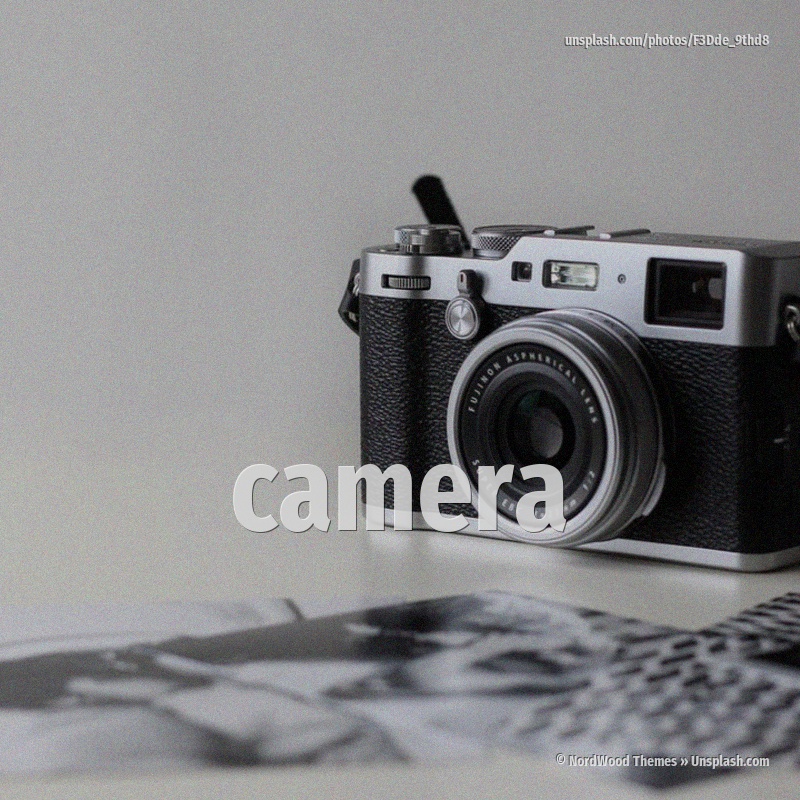 unsplash.com/photos/F3Dde_9thd8
FUJINON ASPHERICAL LENS
camera
© NordWood Themes » Unsplash.com